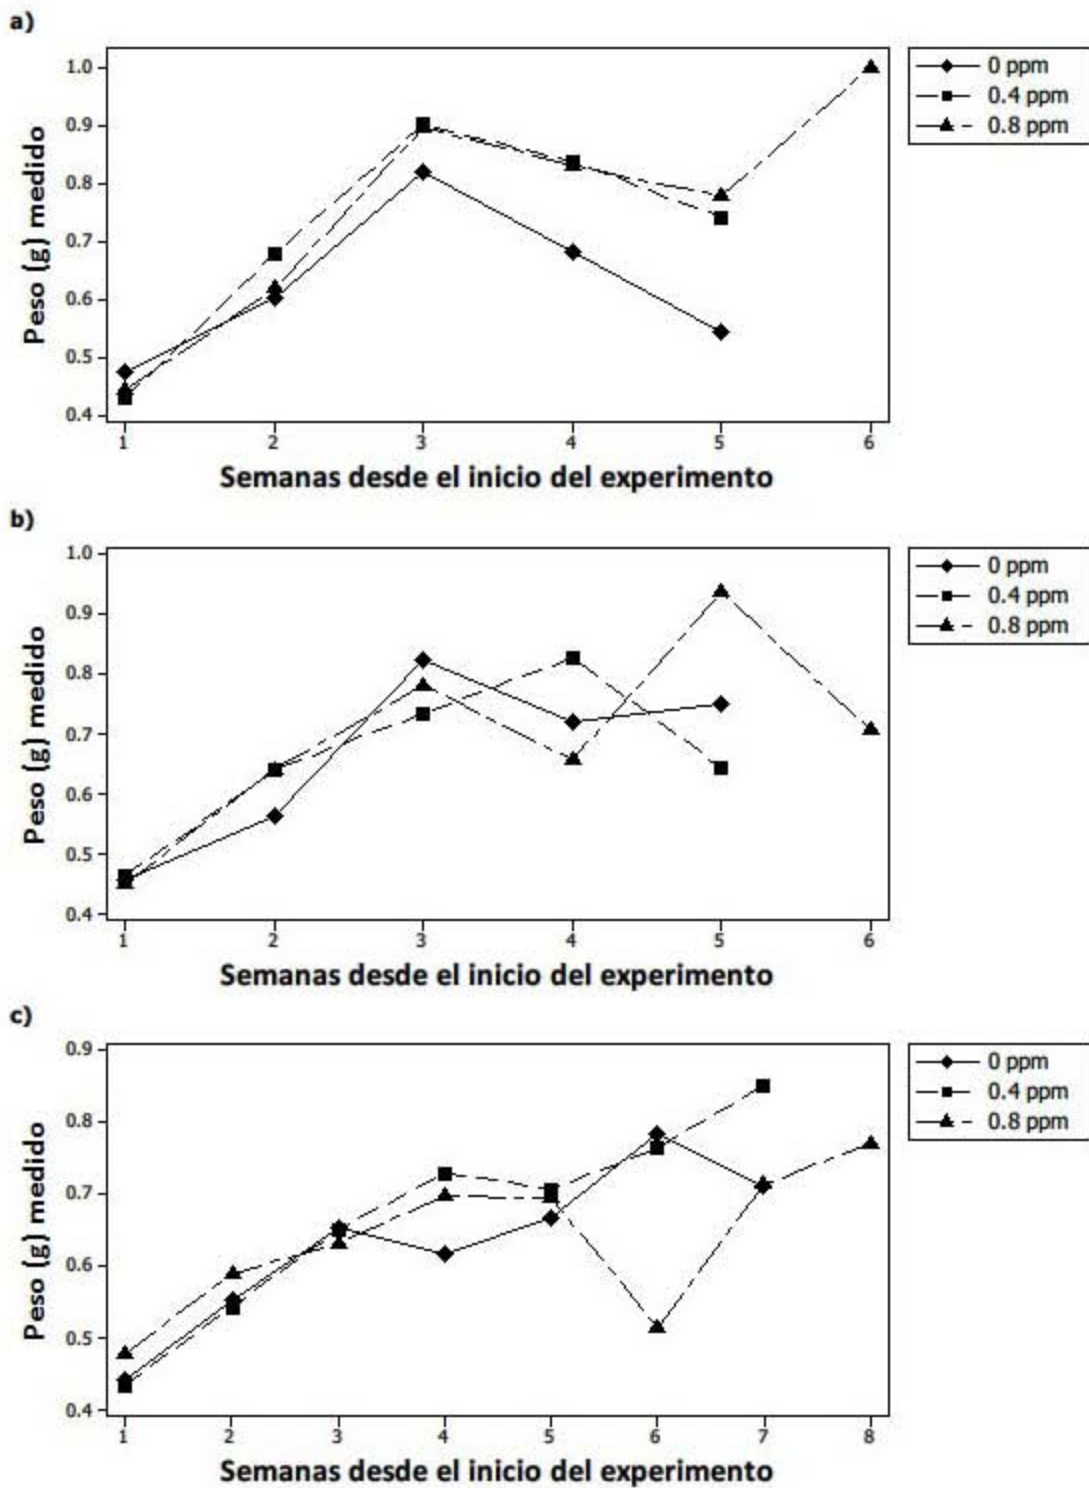 a)
1.0
0.9
0.8
0.7
0.6
0.5
0.4
Peso (g) medido
1 2 3 4 5 6
Semanas desde el inicio del experimento
0 ppm
0.4 ppm
0.8 ppm
b)
1.0
0.9
0.8
0.7
0.6
0.5
0.4
Peso (g) medido
1 2 3 4 5 6
Semanas desde el inicio del experimento
0 ppm
0.4 ppm
0.8 ppm
c)
0.9
0.8
0.7
0.6
0.5
0.4
Peso (g) medido
1 2 3 4 5 6 7 8
Semanas desde el inicio del experimento
0 ppm
0.4 ppm
0.8 ppm